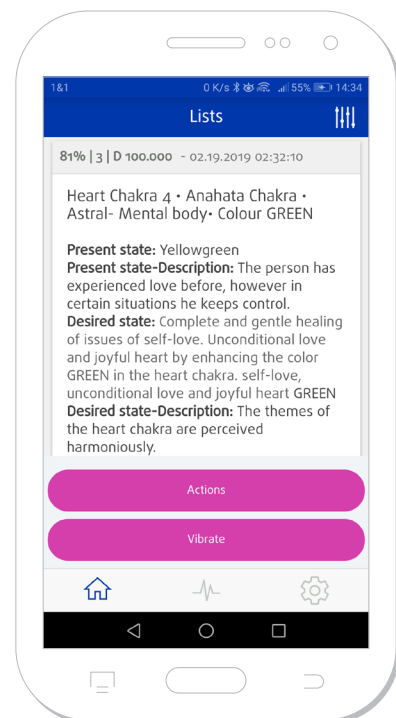 1&1 0 K/s 55% 14:34
Lists
81% | 3 | D 100.000 - 02.19.2019 02:32:10
Heart Chakra 4 • Anahata Chakra •
Astral- Mental body• Colour GREEN
Present state: Yellowgreen
Present state-Description: The person has
experienced love before, however in
certain situations he keeps control.
Desired state: Complete and gentle healing
of issues of self-love. Unconditional love
and joyful heart by enhancing the color
GREEN in the heart chakra. self-love,
unconditional love and joyful heart GREEN
Desired state-Description: The themes of
the heart chakra are perceived
harmoniously.
Actions
Vibrate